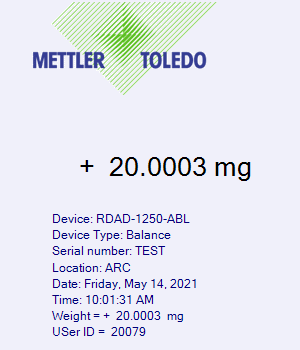 METTLER TOLEDO
+ 20.0003 mg
Device: RDAD-1250-ABL
Device Type: Balance
Serial number: TEST
Location: ARC
Date: Friday, May 14, 2021
Time: 10:01:31 AM
Weight = + 20.0003 mg
USer ID = 20079